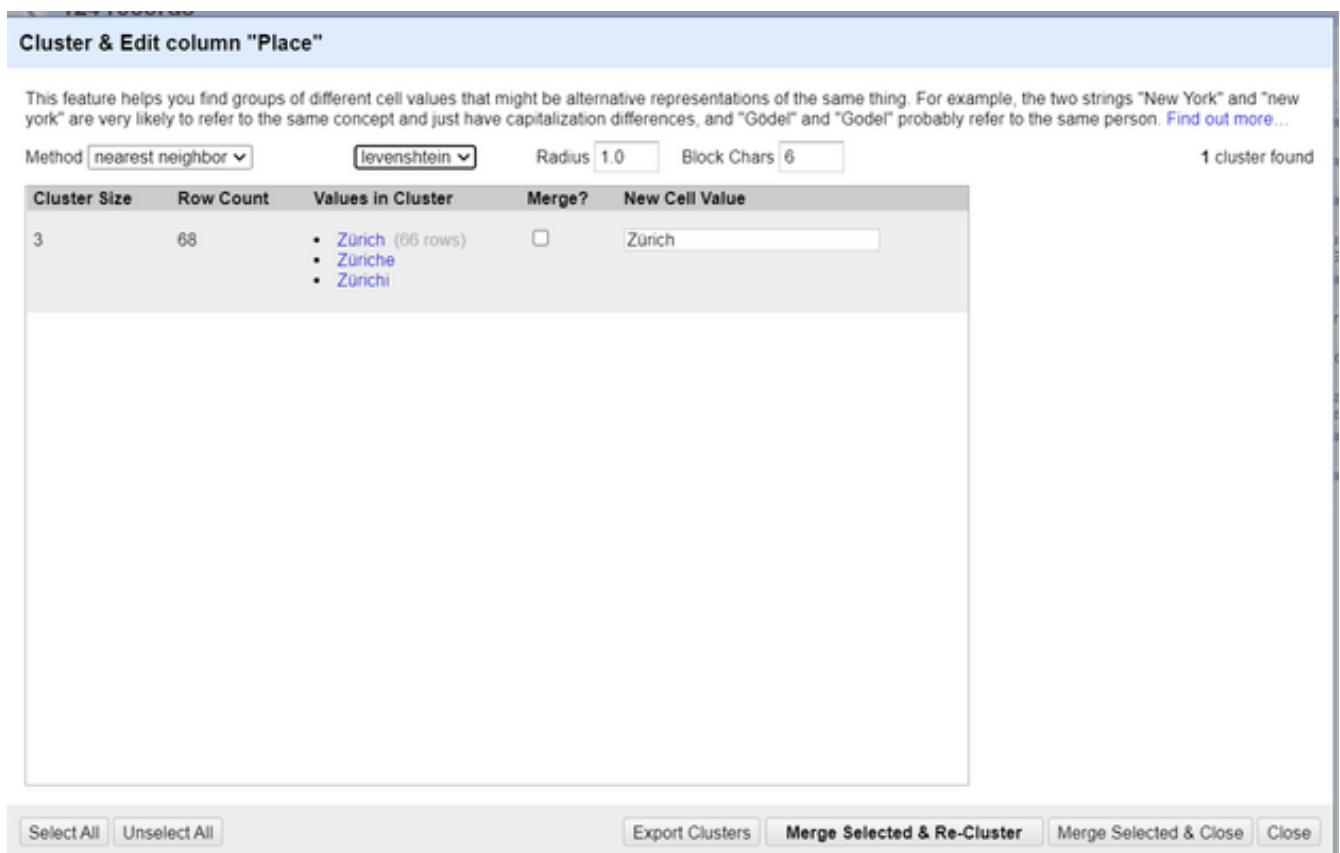 Cluster & Edit column "Place"
This feature helps you find groups of different cell values that might be alternative representations of the same thing. For example, the two strings "New York" and "new
york" are very likely to refer to the same concept and just have capitalization differences, and "Gödel" and "Godel" probably refer to the same person. Find out more...
Method nearest neighbor levenshtein Radius 1.0 Block Chars 6 1 cluster found
Cluster Size Row Count Values in Cluster Merge? New Cell Value
3 68 • Zürich (66 rows) Zürich
• Züriche
• Zürichi
Select All Unselect All Export Clusters Merge Selected & Re-Cluster Merge Selected & Close Close